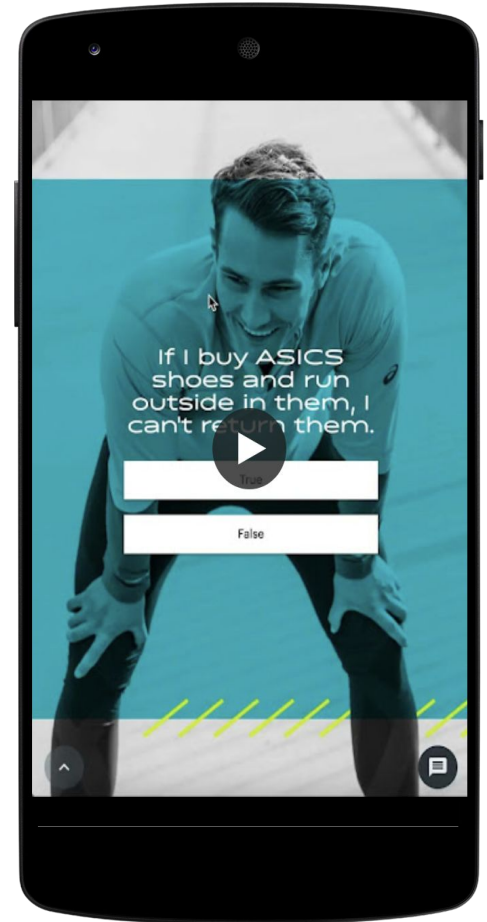 If I buy ASICS
shoes and run
outside in them, I
can't return them.
True
False